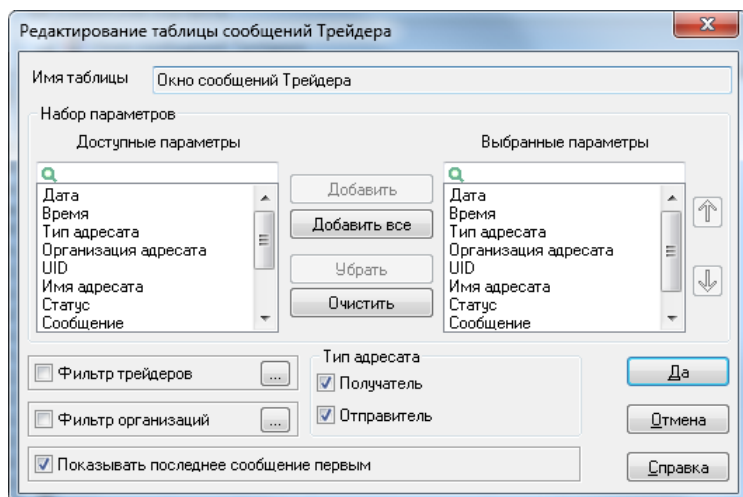 Редактирование таблицы сообщений Трейдера
Имя таблицы
Окно сообщений Трейдера
Набор параметров
Доступные параметры
Выбранные параметры
Дата
Время
Тип адресата
Организация адресата
UID
Имя адресата
Статус
Сообщение
Добавить
Добавить все
Убрать
Очистить
Дата
Время
Тип адресата
Организация адресата
UID
Имя адресата
Статус
Сообщение
Фильтр трейдеров ...
Фильтр организаций ...
Тип адресата
Получатель
Отправитель
Показывать последнее сообщение первым
Да
Отмена
Справка